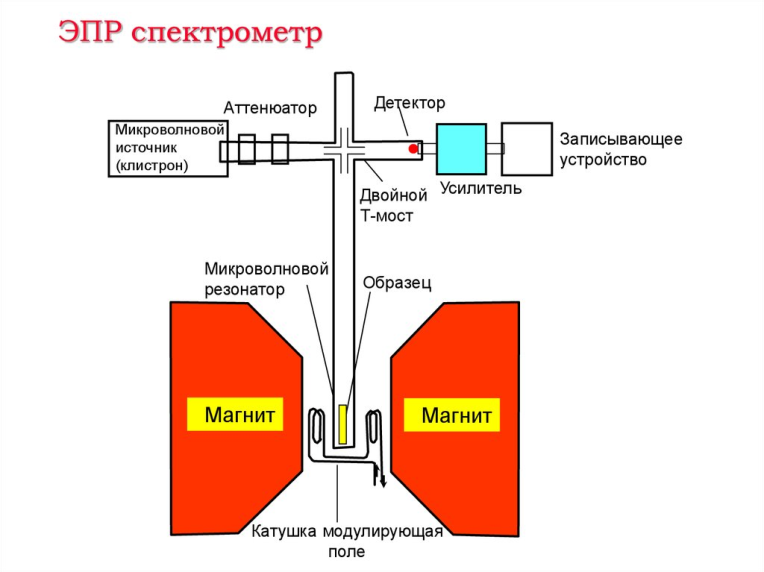 ЭПР спектрометр
Аттенюатор
Детектор
Микроволновой
источник
(клистрон)
Записывающее
устройство
Усилитель
Двойной
Т-мост
Микроволновой
резонатор
Образец
Магнит
Магнит
Катушка модулирующая
поле